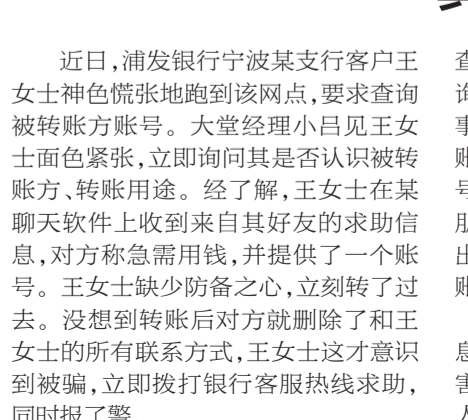 近日，浦发银行宁波某支行客户王
女士神色慌张地跑到该网点，要求查询
被转账方账号。大堂经理小吕见王女
士面色紧张，立即询问其是否认识被转
账方、转账用途。经了解，王女士在某
聊天软件上收到来自其好友的求助信
息，对方称急需用钱，并提供了一个账
号。王女士缺少防备之心，立刻转了过
去。没想到转账后对方就删除了和王
女士的所有联系方式，王女士这才意识
到被骗，立即拨打银行客服热线求助，
同时报了警